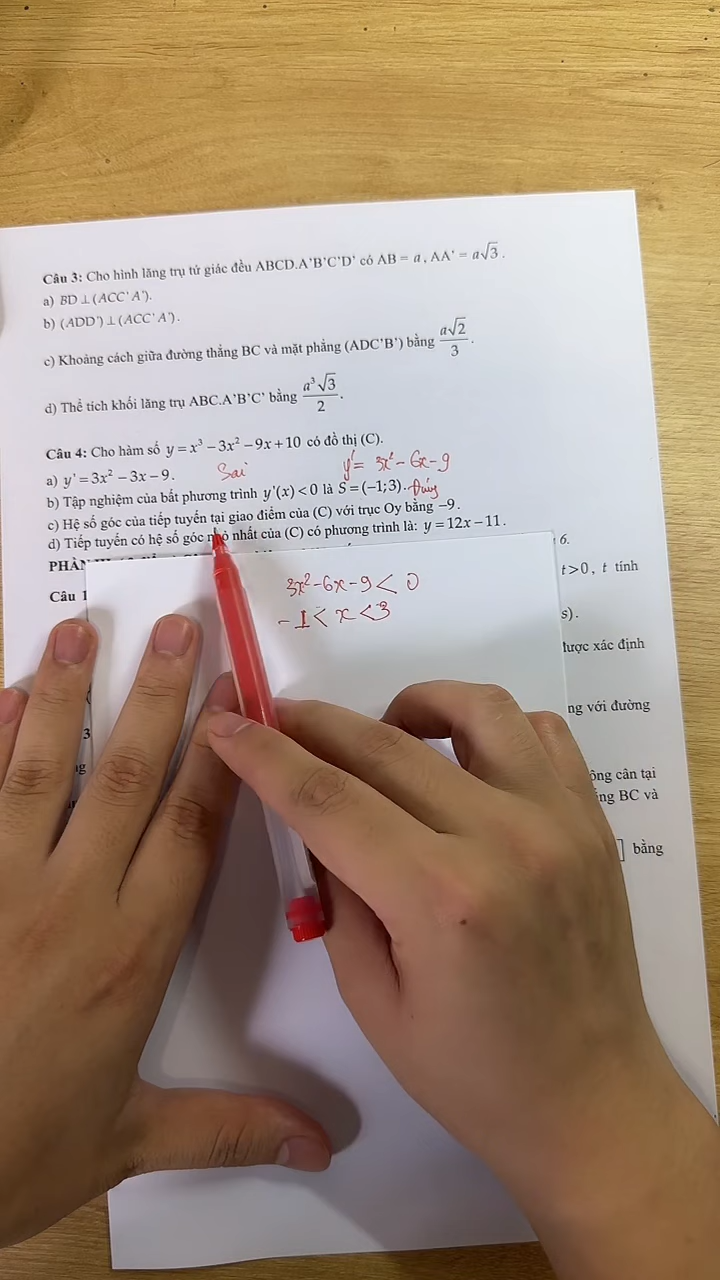 Câu 3: Cho hình lăng trụ tứ giác đều ABCD.A'B'C'D' có AB = a , AA' = a√3 .
a) BD ⊥ (ACC'A').
b) (ADD') ⊥ (ACC'A').
c) Khoảng cách giữa đường thẳng BC và mặt phẳng (ADC'B') bằng a√2/3 .
d) Thể tích khối lăng trụ ABC.A'B'C' bằng a³√3/2 .
Câu 4: Cho hàm số y = x³ − 3x² − 9x + 10 có đồ thị (C).
a) y' = 3x² − 3x − 9. Sai y' = 3x² − 6x − 9
b) Tập nghiệm của bất phương trình y'(x) < 0 là S = (−1;3). Đúng
c) Hệ số góc của tiếp tuyến tại giao điểm của (C) với trục Oy bằng −9.
d) Tiếp tuyến có hệ số góc nhỏ nhất của (C) có phương trình là: y = 12x − 11 .
PHẦN
6.
Câu 1
t > 0 , t tính
3x² − 6x − 9 < 0
−1 < x < 3
s).
được xác định
ng với đường
3
ông cân tại
ng BC và
bằng